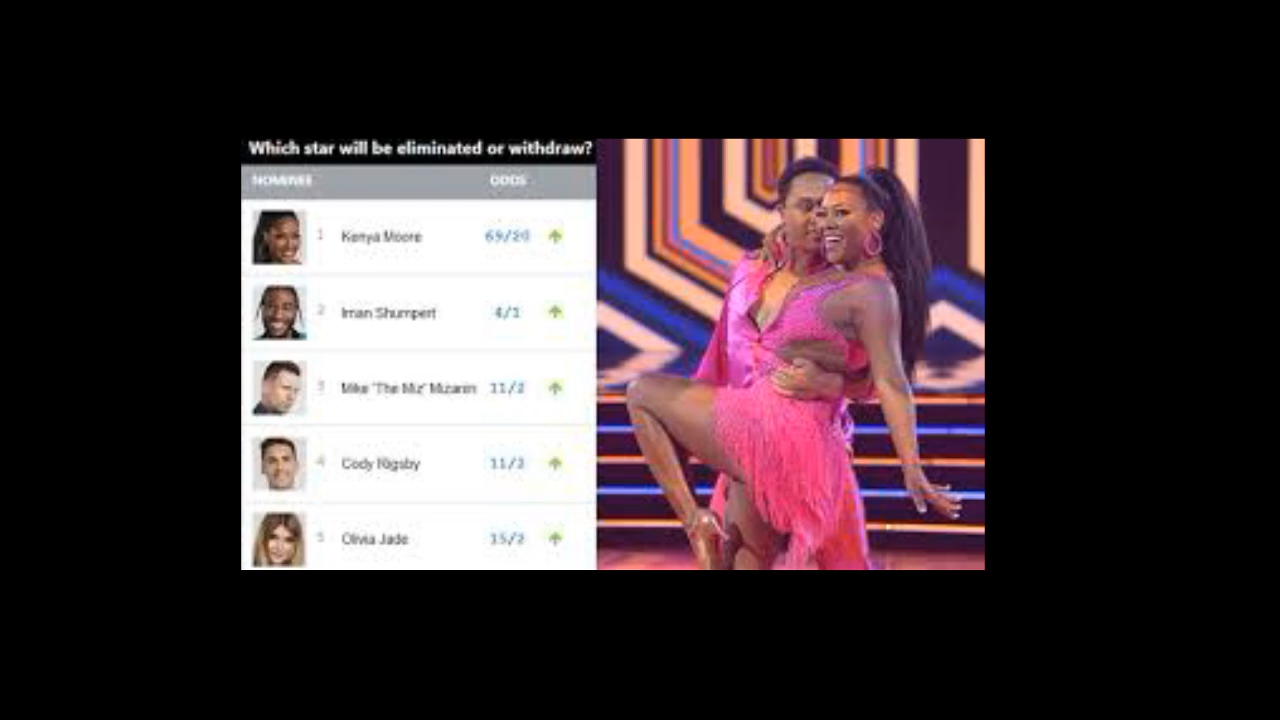 Which star will be eliminated or withdraw?
NOMINEE ODDS
1 Kenya Moore 69/20
2 Iman Shumpert 4/1
3 Mike 'The Miz' Mizanin 11/2
4 Cody Rigsby 11/2
5 Olivia Jade 15/2